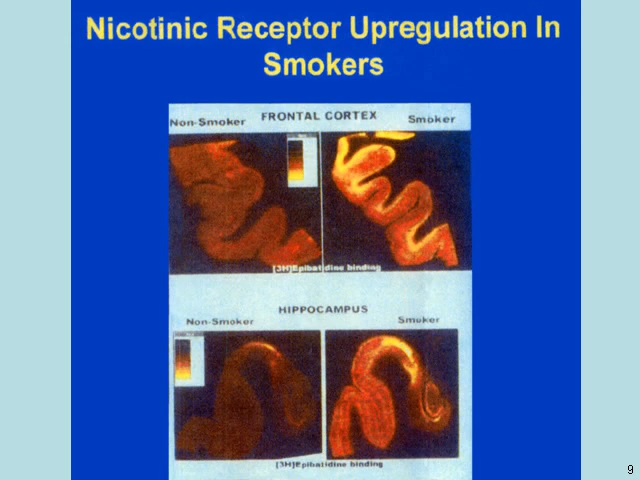 Nicotinic Receptor Upregulation In
Smokers
FRONTAL CORTEX
Non-Smoker
Smoker
[3H]Epibatidine binding
HIPPOCAMPUS
Non-Smoker
Smoker
[3H]Epibatidine binding
9